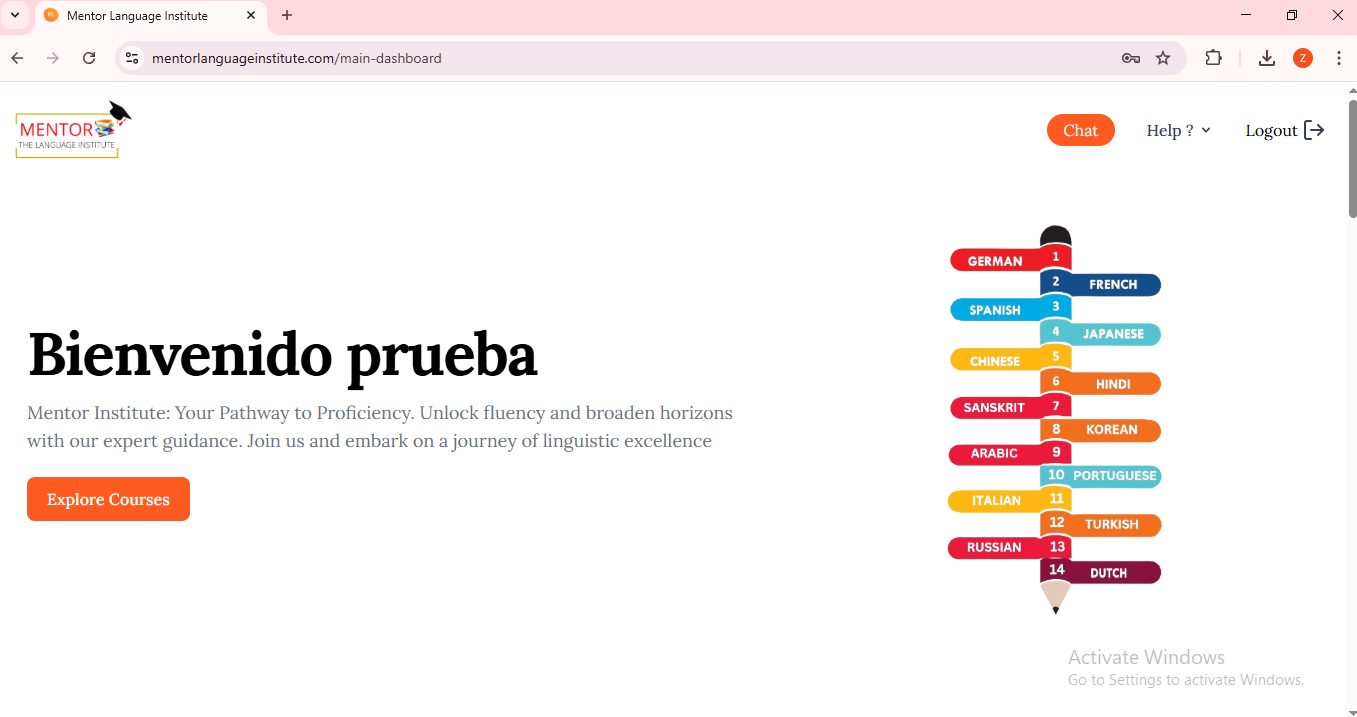 Mentor Language Institute
mentorlanguageinstitute.com/main-dashboard
Z
MENTOR
THE LANGUAGE INSTITUTE
Chat
Help ?
Logout
Bienvenido prueba
Mentor Institute: Your Pathway to Proficiency. Unlock fluency and broaden horizons
with our expert guidance. Join us and embark on a journey of linguistic excellence
Explore Courses
GERMAN 1
2 FRENCH
SPANISH 3
4 JAPANESE
CHINESE 5
6 HINDI
SANSKRIT 7
8 KOREAN
ARABIC 9
10 PORTUGUESE
ITALIAN 11
12 TURKISH
RUSSIAN 13
14 DUTCH
Activate Windows
Go to Settings to activate Windows.